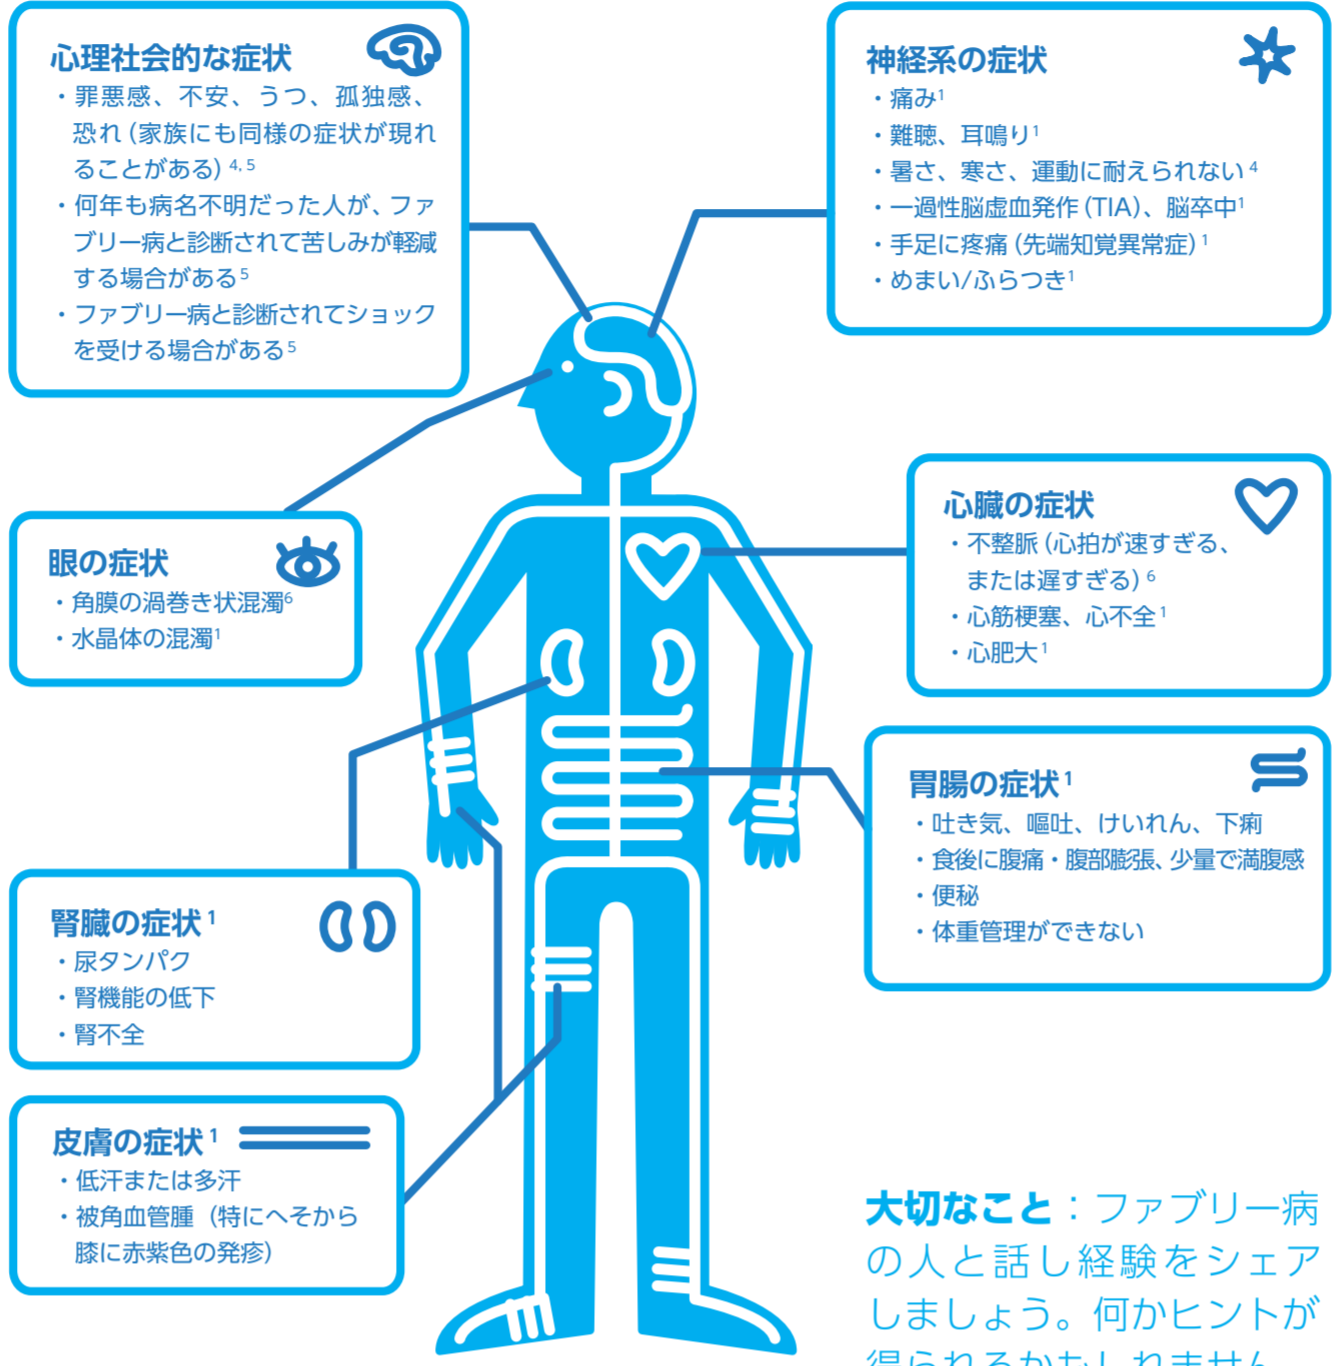 心理社会的な症状
・罪悪感、不安、うつ、孤独感、
恐れ（家族にも同様の症状が現れ
ることがある）4, 5
・何年も病名不明だった人が、ファ
ブリー病と診断されて苦しみが軽減
する場合がある5
・ファブリー病と診断されてショック
を受ける場合がある5
神経系の症状
・痛み1
・難聴、耳鳴り1
・暑さ、寒さ、運動に耐えられない4
・一過性脳虚血発作（TIA）、脳卒中1
・手足に疼痛（先端知覚異常症）1
・めまい/ふらつき1
眼の症状
・角膜の渦巻き状混濁6
・水晶体の混濁1
心臓の症状
・不整脈（心拍が速すぎる、
または遅すぎる）6
・心筋梗塞、心不全1
・心肥大1
胃腸の症状1
・吐き気、嘔吐、けいれん、下痢
・食後に腹痛・腹部膨張、少量で満腹感
・便秘
・体重管理ができない
腎臓の症状1
・尿タンパク
・腎機能の低下
・腎不全
皮膚の症状1
・低汗または多汗
・被角血管腫（特にへそから
膝に赤紫色の発疹）
大切なこと：ファブリー病
の人と話し経験をシェア
しましょう。何かヒントが
得られるかもしれません